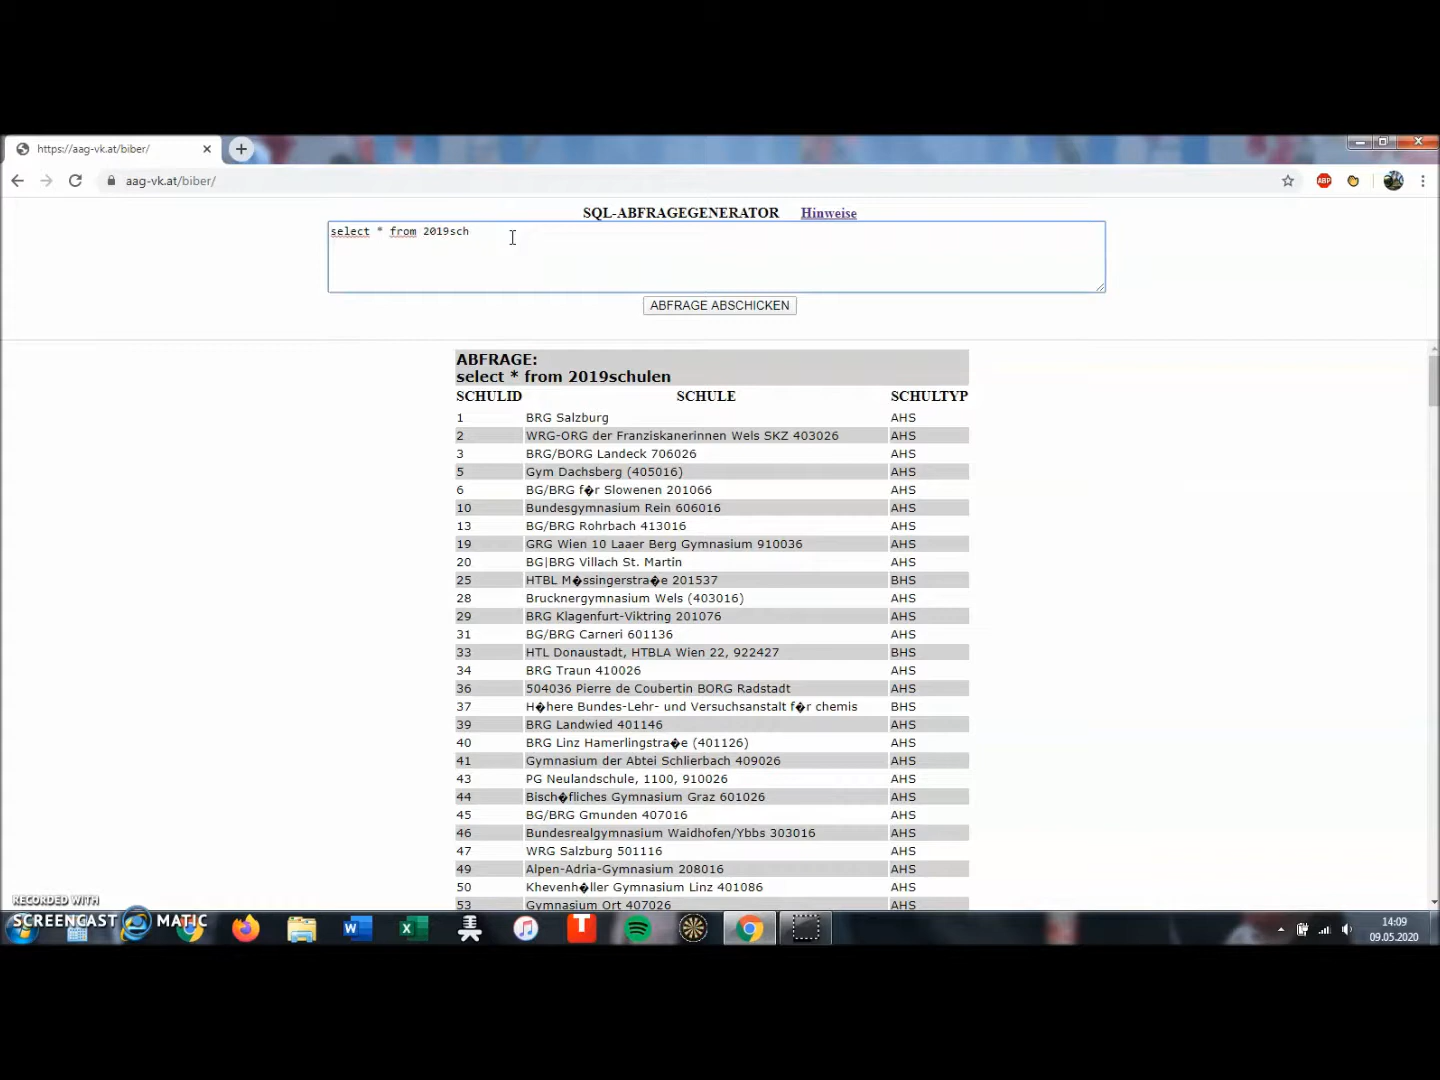 https://aag-vk.at/biber/
aag-vk.at/biber/
ABP
SQL-ABFRAGEGENERATOR Hinweise
select * from 2019sch
ABFRAGE ABSCHICKEN
ABFRAGE:
select * from 2019schulen
SCHULID SCHULE SCHULTYP
1 BRG Salzburg AHS
2 WRG-ORG der Franziskanerinnen Wels SKZ 403026 AHS
3 BRG/BORG Landeck 706026 AHS
5 Gym Dachsberg (405016) AHS
6 BG/BRG f�r Slowenen 201066 AHS
10 Bundesgymnasium Rein 606016 AHS
13 BG/BRG Rohrbach 413016 AHS
19 GRG Wien 10 Laaer Berg Gymnasium 910036 AHS
20 BG|BRG Villach St. Martin AHS
25 HTBL M�ssingerstra�e 201537 BHS
28 Brucknergymnasium Wels (403016) AHS
29 BRG Klagenfurt-Viktring 201076 AHS
31 BG/BRG Carneri 601136 AHS
33 HTL Donaustadt, HTBLA Wien 22, 922427 BHS
34 BRG Traun 410026 AHS
36 504036 Pierre de Coubertin BORG Radstadt AHS
37 H�here Bundes-Lehr- und Versuchsanstalt f�r chemis BHS
39 BRG Landwied 401146 AHS
40 BRG Linz Hamerlingstra�e (401126) AHS
41 Gymnasium der Abtei Schlierbach 409026 AHS
43 PG Neulandschule, 1100, 910026 AHS
44 Bisch�fliches Gymnasium Graz 601026 AHS
45 BG/BRG Gmunden 407016 AHS
46 Bundesrealgymnasium Waidhofen/Ybbs 303016 AHS
47 WRG Salzburg 501116 AHS
49 Alpen-Adria-Gymnasium 208016 AHS
50 Khevenh�ller Gymnasium Linz 401086 AHS
53 Gymnasium Ort 407026 AHS
RECORDED WITH
SCREENCAST MATIC
14:09
09.05.2020